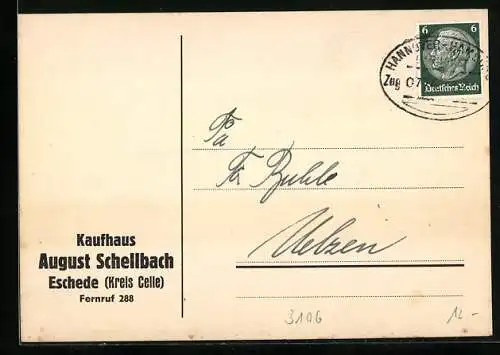 6 6
HANNOVER-HAMBURG
Zug 07
Deutsches Reich
Fa
Fr. Buhle
Uelzen
Kaufhaus
August Schellbach
Eschede (Kreis Celle)
Fernruf 288
3106
12.-